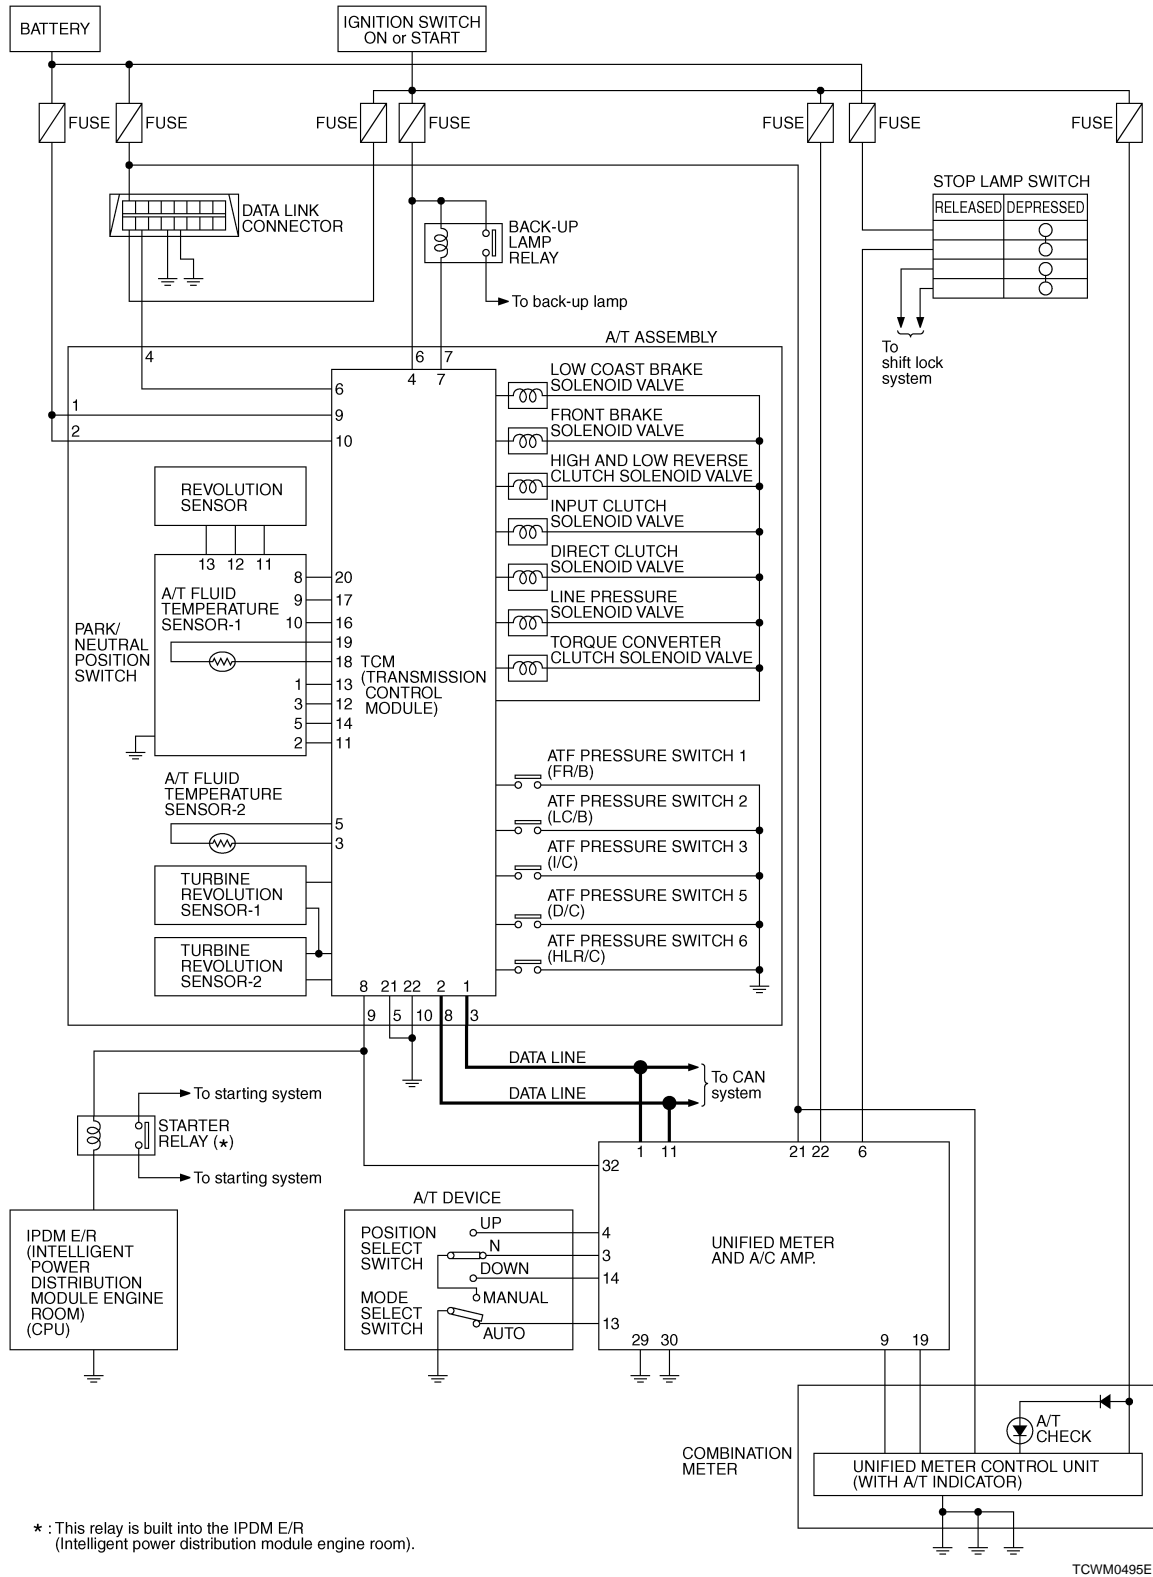 BATTERY
IGNITION SWITCH
ON or START
FUSE
FUSE
FUSE
FUSE
FUSE
FUSE
FUSE
STOP LAMP SWITCH
RELEASED
DEPRESSED
DATA LINK
CONNECTOR
BACK-UP
LAMP
RELAY
To back-up lamp
To
shift lock
system
A/T ASSEMBLY
4
6
7
4
7
6
1
9
2
10
LOW COAST BRAKE
SOLENOID VALVE
FRONT BRAKE
SOLENOID VALVE
HIGH AND LOW REVERSE
CLUTCH SOLENOID VALVE
INPUT CLUTCH
SOLENOID VALVE
DIRECT CLUTCH
SOLENOID VALVE
LINE PRESSURE
SOLENOID VALVE
TORQUE CONVERTER
CLUTCH SOLENOID VALVE
REVOLUTION
SENSOR
13
12
11
8
20
9
17
10
16
19
18
1
13
3
12
5
14
2
11
A/T FLUID
TEMPERATURE
SENSOR-1
PARK/
NEUTRAL
POSITION
SWITCH
TCM
(TRANSMISSION
CONTROL
MODULE)
A/T FLUID
TEMPERATURE
SENSOR-2
5
3
TURBINE
REVOLUTION
SENSOR-1
TURBINE
REVOLUTION
SENSOR-2
ATF PRESSURE SWITCH 1
(FR/B)
ATF PRESSURE SWITCH 2
(LC/B)
ATF PRESSURE SWITCH 3
(I/C)
ATF PRESSURE SWITCH 5
(D/C)
ATF PRESSURE SWITCH 6
(HLR/C)
8
21
22
2
1
9
5
10
8
3
DATA LINE
DATA LINE
To CAN
system
To starting system
STARTER
RELAY (*)
To starting system
1
11
21
22
6
32
A/T DEVICE
POSITION
SELECT
SWITCH
UP
N
DOWN
MANUAL
AUTO
MODE
SELECT
SWITCH
4
3
14
13
UNIFIED METER
AND A/C AMP.
29
30
9
19
IPDM E/R
(INTELLIGENT
POWER
DISTRIBUTION
MODULE ENGINE
ROOM)
(CPU)
COMBINATION
METER
A/T
CHECK
UNIFIED METER CONTROL UNIT
(WITH A/T INDICATOR)
* : This relay is built into the IPDM E/R
(Intelligent power distribution module engine room).
TCWM0495E